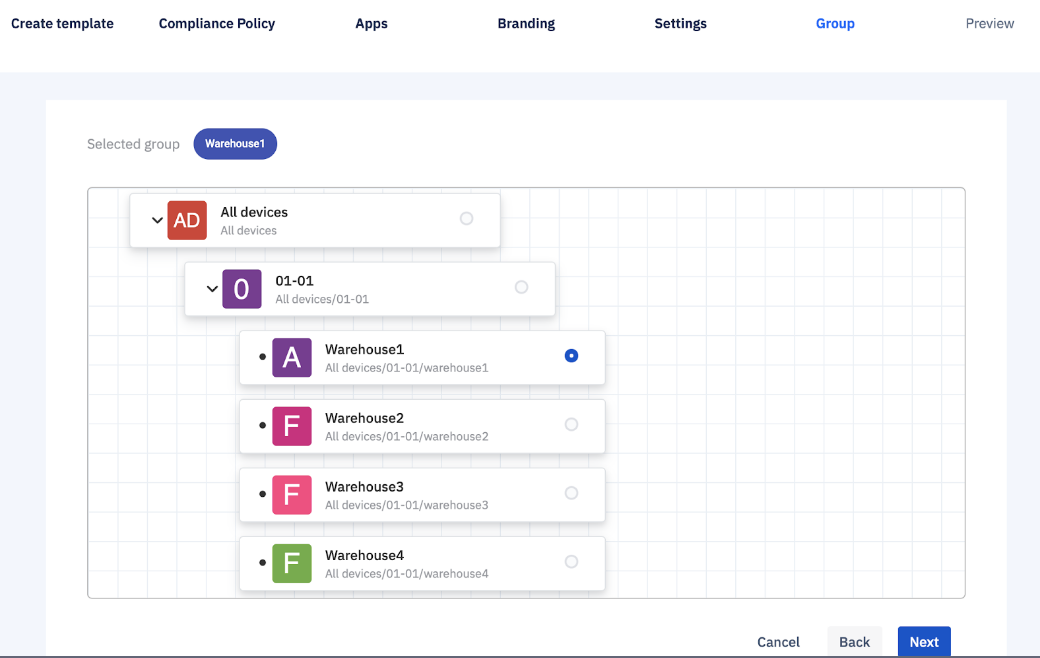 Create template Compliance Policy Apps Branding Settings Group Preview
Selected group Warehouse1
AD All devices
All devices
0 01-01
All devices/01-01
A Warehouse1
All devices/01-01/warehouse1
F Warehouse2
All devices/01-01/warehouse2
F Warehouse3
All devices/01-01/warehouse3
F Warehouse4
All devices/01-01/warehouse4
Cancel Back Next